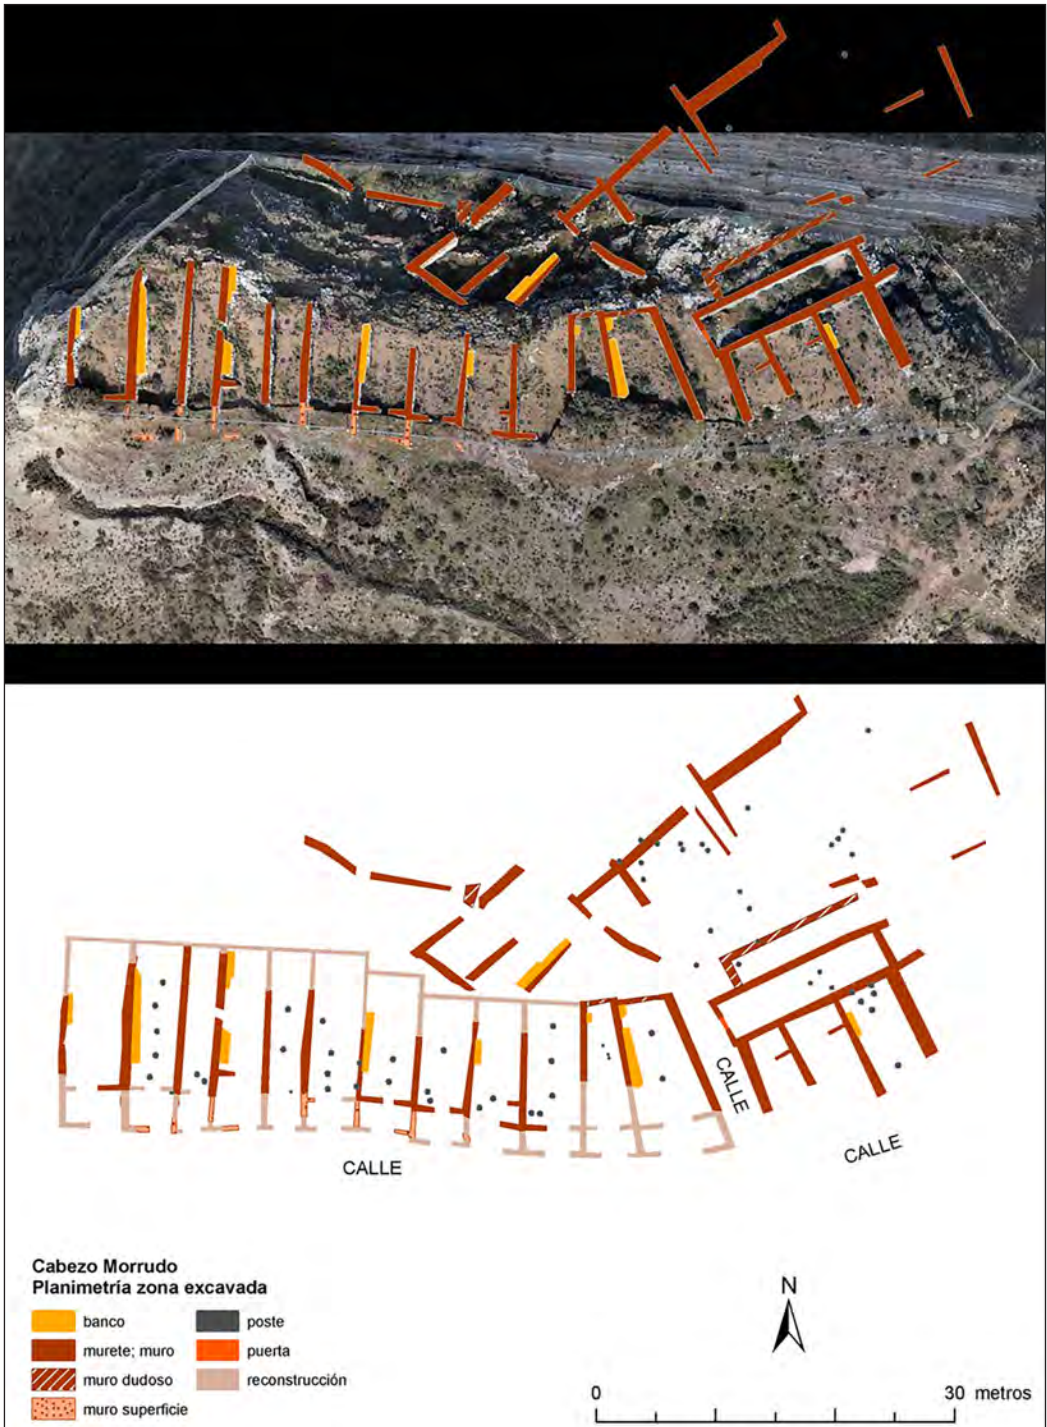 CALLE
CALLE
CALLE
Cabezo Morrudo
Planimetría zona excavada
banco
poste
murete; muro
puerta
muro dudoso
reconstrucción
muro superficie
N
0
30 metros